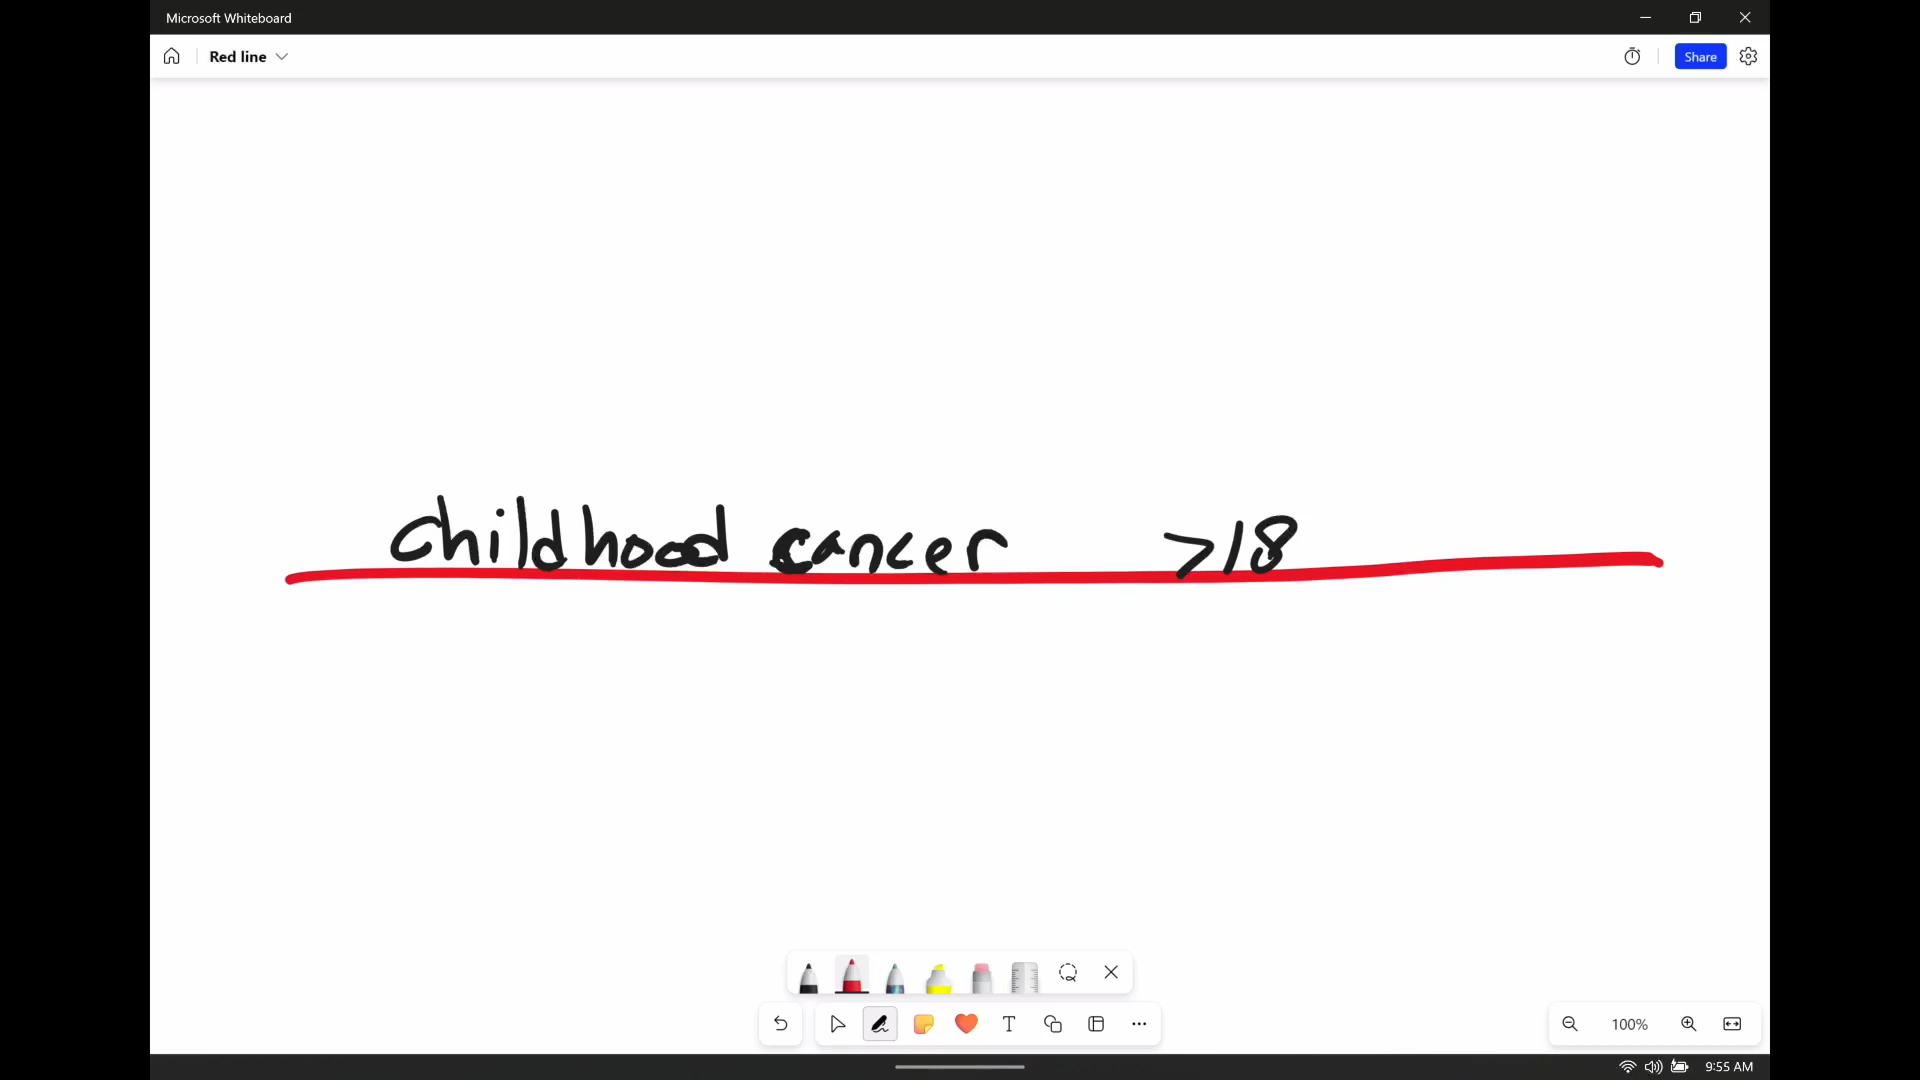 Microsoft Whiteboard
Red line
Share
childhood cancer >18
T
100%
9:55 AM